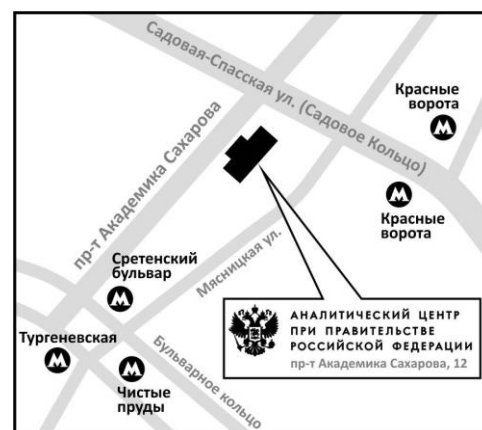 Садовая-Спасская ул. (Садовое Кольцо)
Красные
ворота
пр-т Академика Сахарова
Красные
ворота
Мясницкая ул.
Сретенский
бульвар
АНАЛИТИЧЕСКИЙ ЦЕНТР
ПРИ ПРАВИТЕЛЬСТВЕ
РОССИЙСКОЙ ФЕДЕРАЦИИ
пр-т Академика Сахарова, 12
Тургеневская
Чистые
пруды
Бульварное кольцо